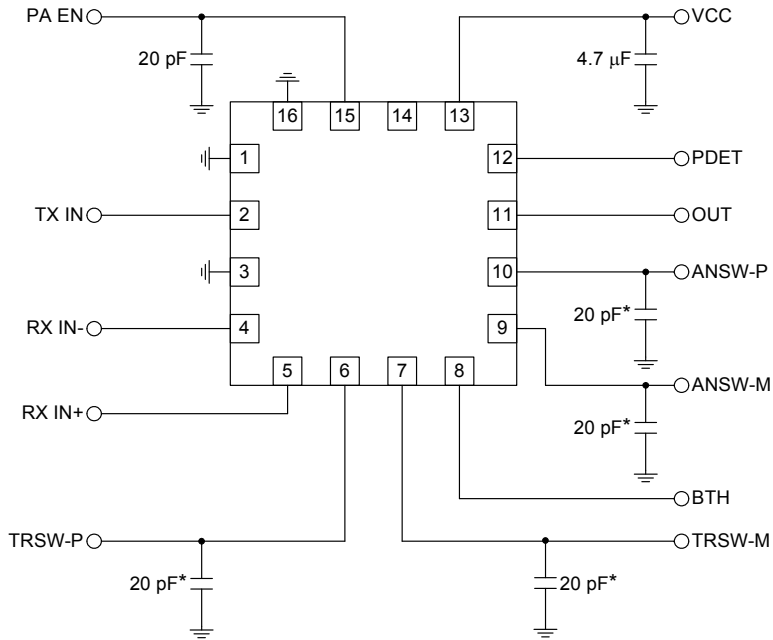 PA EN
VCC
20 pF
4.7 μF
16
15
14
13
1
12
PDET
TX IN
2
11
OUT
3
10
ANSW-P
20 pF*
RX IN-
4
9
5
6
7
8
ANSW-M
RX IN+
20 pF*
BTH
TRSW-P
TRSW-M
20 pF*
20 pF*